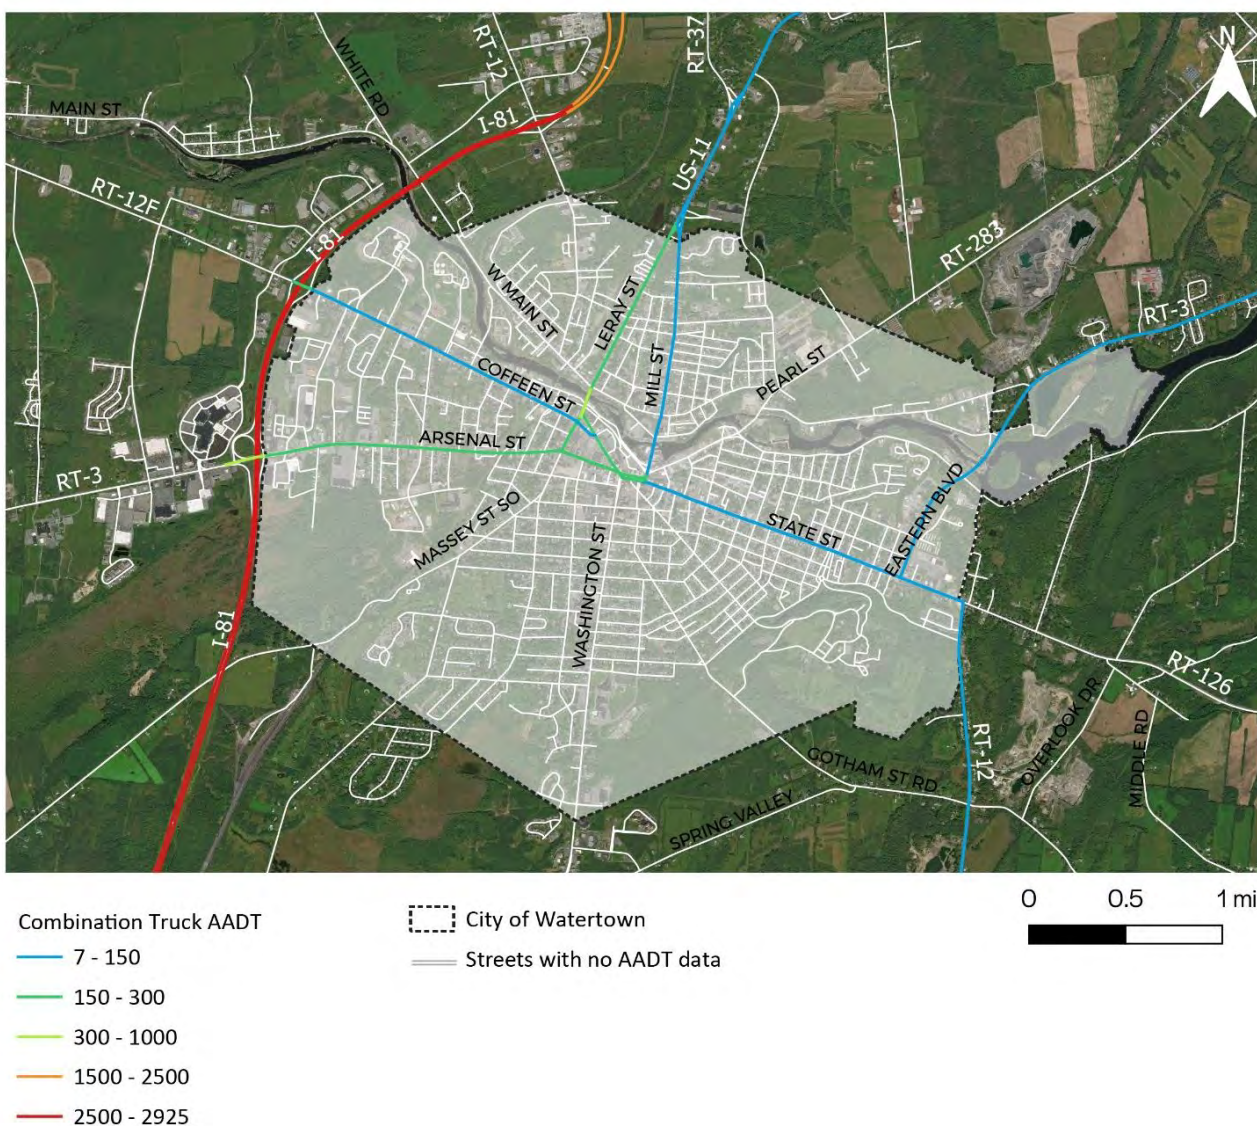 N
WHITE RD
RT-12
RT-37
MAIN ST
I-81
US-11
RT-12F
I-81
RT-283
W MAIN ST
LERAY ST
RT-3
MILL ST
PEARL ST
COFFEEN ST
ARSENAL ST
RT-3
MASSEY ST SO
STATE ST
EASTERN BLVD
WASHINGTON ST
I-81
RT-126
OVERLOOK DR
MIDDLE RD
RT-12
GOTHAM ST RD
SPRING VALLEY
0 0.5 1 mi
Combination Truck AADT
7 - 150
150 - 300
300 - 1000
1500 - 2500
2500 - 2925
City of Watertown
Streets with no AADT data